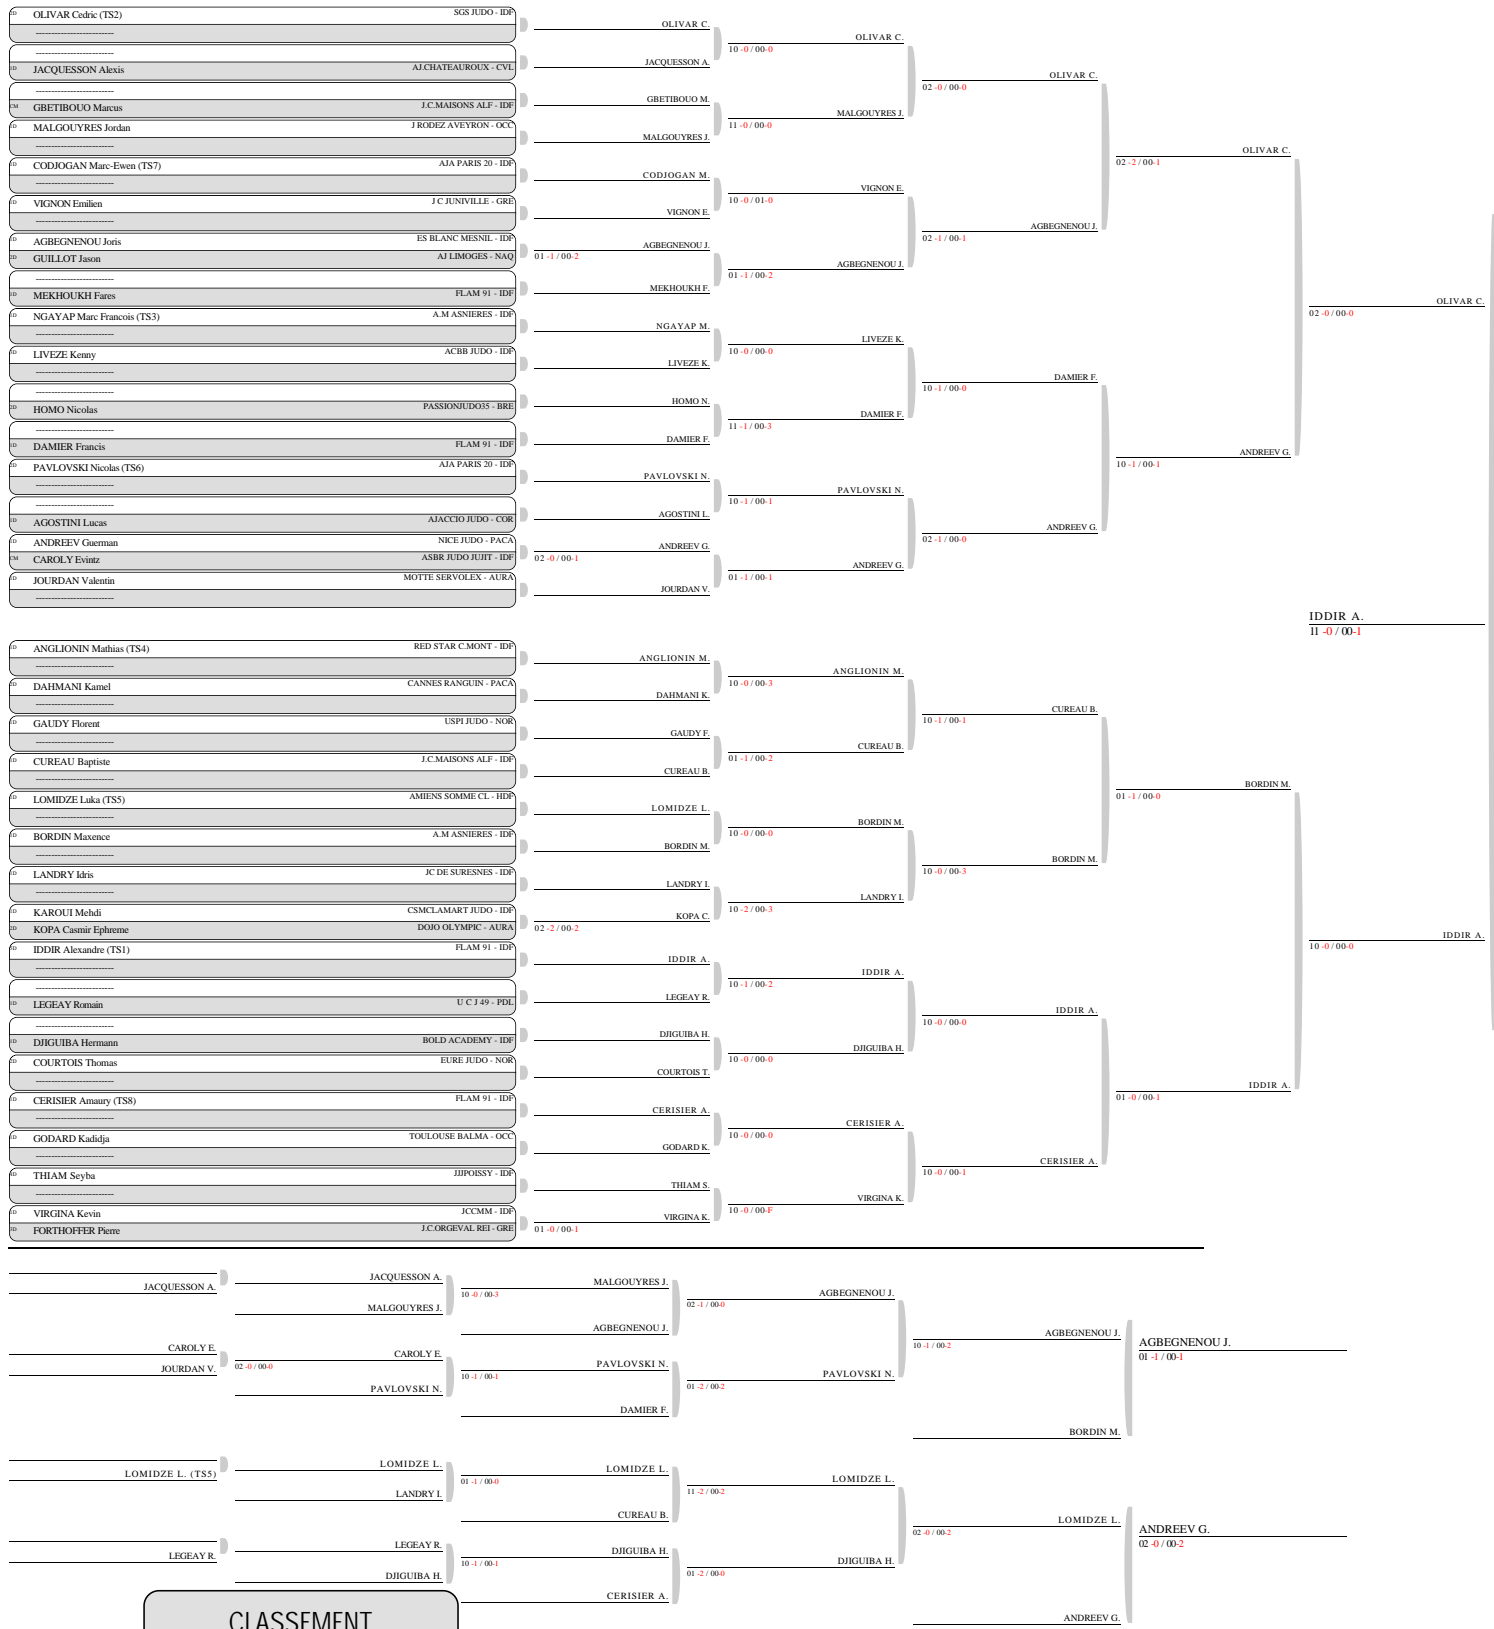 2D OLIVAR Cedric (TS2) SGS JUDO - IDF
--------------------------
--------------------------
1D JACQUESSON Alexis AJ.CHATEAUROUX - CVL
--------------------------
CM GBETIBOUO Marcus J.C.MAISONS ALF - IDF
1D MALGOUYRES Jordan J RODEZ AVEYRON - OCC
--------------------------
CODJOGAN Marc-Ewen (TS7) AJA PARIS 20 - IDF
--------------------------
VIGNON Emilien J C JUNIVILLE - GRE
--------------------------
AGBEGNENOU Joris ES BLANC MESNIL - IDF
2D GUILLOT Jason AJ LIMOGES - NAQ
--------------------------
MEKHOUKH Fares FLAM 91 - IDF
NGAYAP Marc Francois (TS3) A.M ASNIERES - IDF
--------------------------
LIVEZE Kenny ACBB JUDO - IDF
--------------------------
--------------------------
2D HOMO Nicolas PASSIONJUDO35 - BRE
--------------------------
DAMIER Francis FLAM 91 - IDF
2D PAVLOVSKI Nicolas (TS6) AJA PARIS 20 - IDF
--------------------------
--------------------------
AGOSTINI Lucas AJACCIO JUDO - COR
ANDREEV Guerman NICE JUDO - PACA
CM CAROLY Evintz ASBR JUDO JUJIT - IDF
JOURDAN Valentin MOTTE SERVOLEX - AURA
--------------------------
ANGLIONIN Mathias (TS4) RED STAR C.MONT - IDF
--------------------------
2D DAHMANI Kamel CANNES RANGUIN - PACA
--------------------------
GAUDY Florent USPI JUDO - NOR
--------------------------
CUREAU Baptiste J.C.MAISONS ALF - IDF
--------------------------
LOMIDZE Luka (TS5) AMIENS SOMME CL - HDF
--------------------------
BORDIN Maxence A.M ASNIERES - IDF
--------------------------
LANDRY Idris JC DE SURESNES - IDF
--------------------------
KAROUI Mehdi CSMCLAMART JUDO - IDF
2D KOPA Casmir Ephreme DOJO OLYMPIC - AURA
IDDIR Alexandre (TS1) FLAM 91 - IDF
--------------------------
--------------------------
LEGEAY Romain U C J 49 - PDL
--------------------------
DJIGUIBA Hermann BOLD ACADEMY - IDF
2D COURTOIS Thomas EURE JUDO - NOR
--------------------------
CERISIER Amaury (TS8) FLAM 91 - IDF
--------------------------
GODARD Kadidja TOULOUSE BALMA - OCC
--------------------------
THIAM Seyba JJJPOISSY - IDF
--------------------------
VIRGINA Kevin JCCMM - IDF
FORTHOFFER Pierre J.C.ORGEVAL REI - GRE
OLIVAR C.
JACQUESSON A.
GBETIBOUO M.
MALGOUYRES J.
CODJOGAN M.
VIGNON E.
AGBEGNENOU J.
01 -1 / 00-2
MEKHOUKH F.
NGAYAP M.
LIVEZE K.
HOMO N.
DAMIER F.
PAVLOVSKI N.
AGOSTINI L.
ANDREEV G.
02 -0 / 00-1
JOURDAN V.
ANGLIONIN M.
DAHMANI K.
GAUDY F.
CUREAU B.
LOMIDZE L.
BORDIN M.
LANDRY I.
KOPA C.
02 -2 / 00-2
IDDIR A.
LEGEAY R.
DJIGUIBA H.
COURTOIS T.
CERISIER A.
GODARD K.
THIAM S.
VIRGINA K.
01 -0 / 00-1
OLIVAR C.
10 -0 / 00-0
MALGOUYRES J.
11 -0 / 00-0
VIGNON E.
10 -0 / 01-0
AGBEGNENOU J.
01 -1 / 00-2
LIVEZE K.
10 -0 / 00-0
DAMIER F.
11 -1 / 00-3
PAVLOVSKI N.
10 -1 / 00-1
ANDREEV G.
01 -1 / 00-1
ANGLIONIN M.
10 -0 / 00-3
CUREAU B.
01 -1 / 00-2
BORDIN M.
10 -0 / 00-0
LANDRY I.
10 -2 / 00-3
IDDIR A.
10 -1 / 00-2
DJIGUIBA H.
10 -0 / 00-0
CERISIER A.
10 -0 / 00-0
VIRGINA K.
10 -0 / 00-F
OLIVAR C.
02 -0 / 00-0
AGBEGNENOU J.
02 -1 / 00-1
DAMIER F.
10 -1 / 00-0
ANDREEV G.
02 -1 / 00-0
CUREAU B.
10 -1 / 00-1
BORDIN M.
10 -0 / 00-3
IDDIR A.
10 -0 / 00-0
CERISIER A.
10 -0 / 00-1
OLIVAR C.
02 -2 / 00-1
ANDREEV G.
10 -1 / 00-1
BORDIN M.
01 -1 / 00-0
IDDIR A.
01 -0 / 00-1
OLIVAR C.
02 -0 / 00-0
IDDIR A.
11 -0 / 00-1
IDDIR A.
10 -0 / 00-0
JACQUESSON A.
CAROLY E.
JOURDAN V.
LOMIDZE L. (TS5)
LEGEAY R.
JACQUESSON A.
MALGOUYRES J.
CAROLY E.
02 -0 / 00-0
PAVLOVSKI N.
LOMIDZE L.
LANDRY I.
LEGEAY R.
DJIGUIBA H.
MALGOUYRES J.
10 -0 / 00-3
AGBEGNENOU J.
PAVLOVSKI N.
10 -1 / 00-1
DAMIER F.
LOMIDZE L.
01 -1 / 00-0
CUREAU B.
DJIGUIBA H.
10 -1 / 00-1
CERISIER A.
AGBEGNENOU J.
02 -1 / 00-0
PAVLOVSKI N.
01 -2 / 00-2
LOMIDZE L.
11 -2 / 00-2
DJIGUIBA H.
01 -2 / 00-0
AGBEGNENOU J.
10 -1 / 00-2
BORDIN M.
LOMIDZE L.
02 -0 / 00-2
ANDREEV G.
AGBEGNENOU J.
01 -1 / 00-1
ANDREEV G.
02 -0 / 00-2
CLASSEMENT